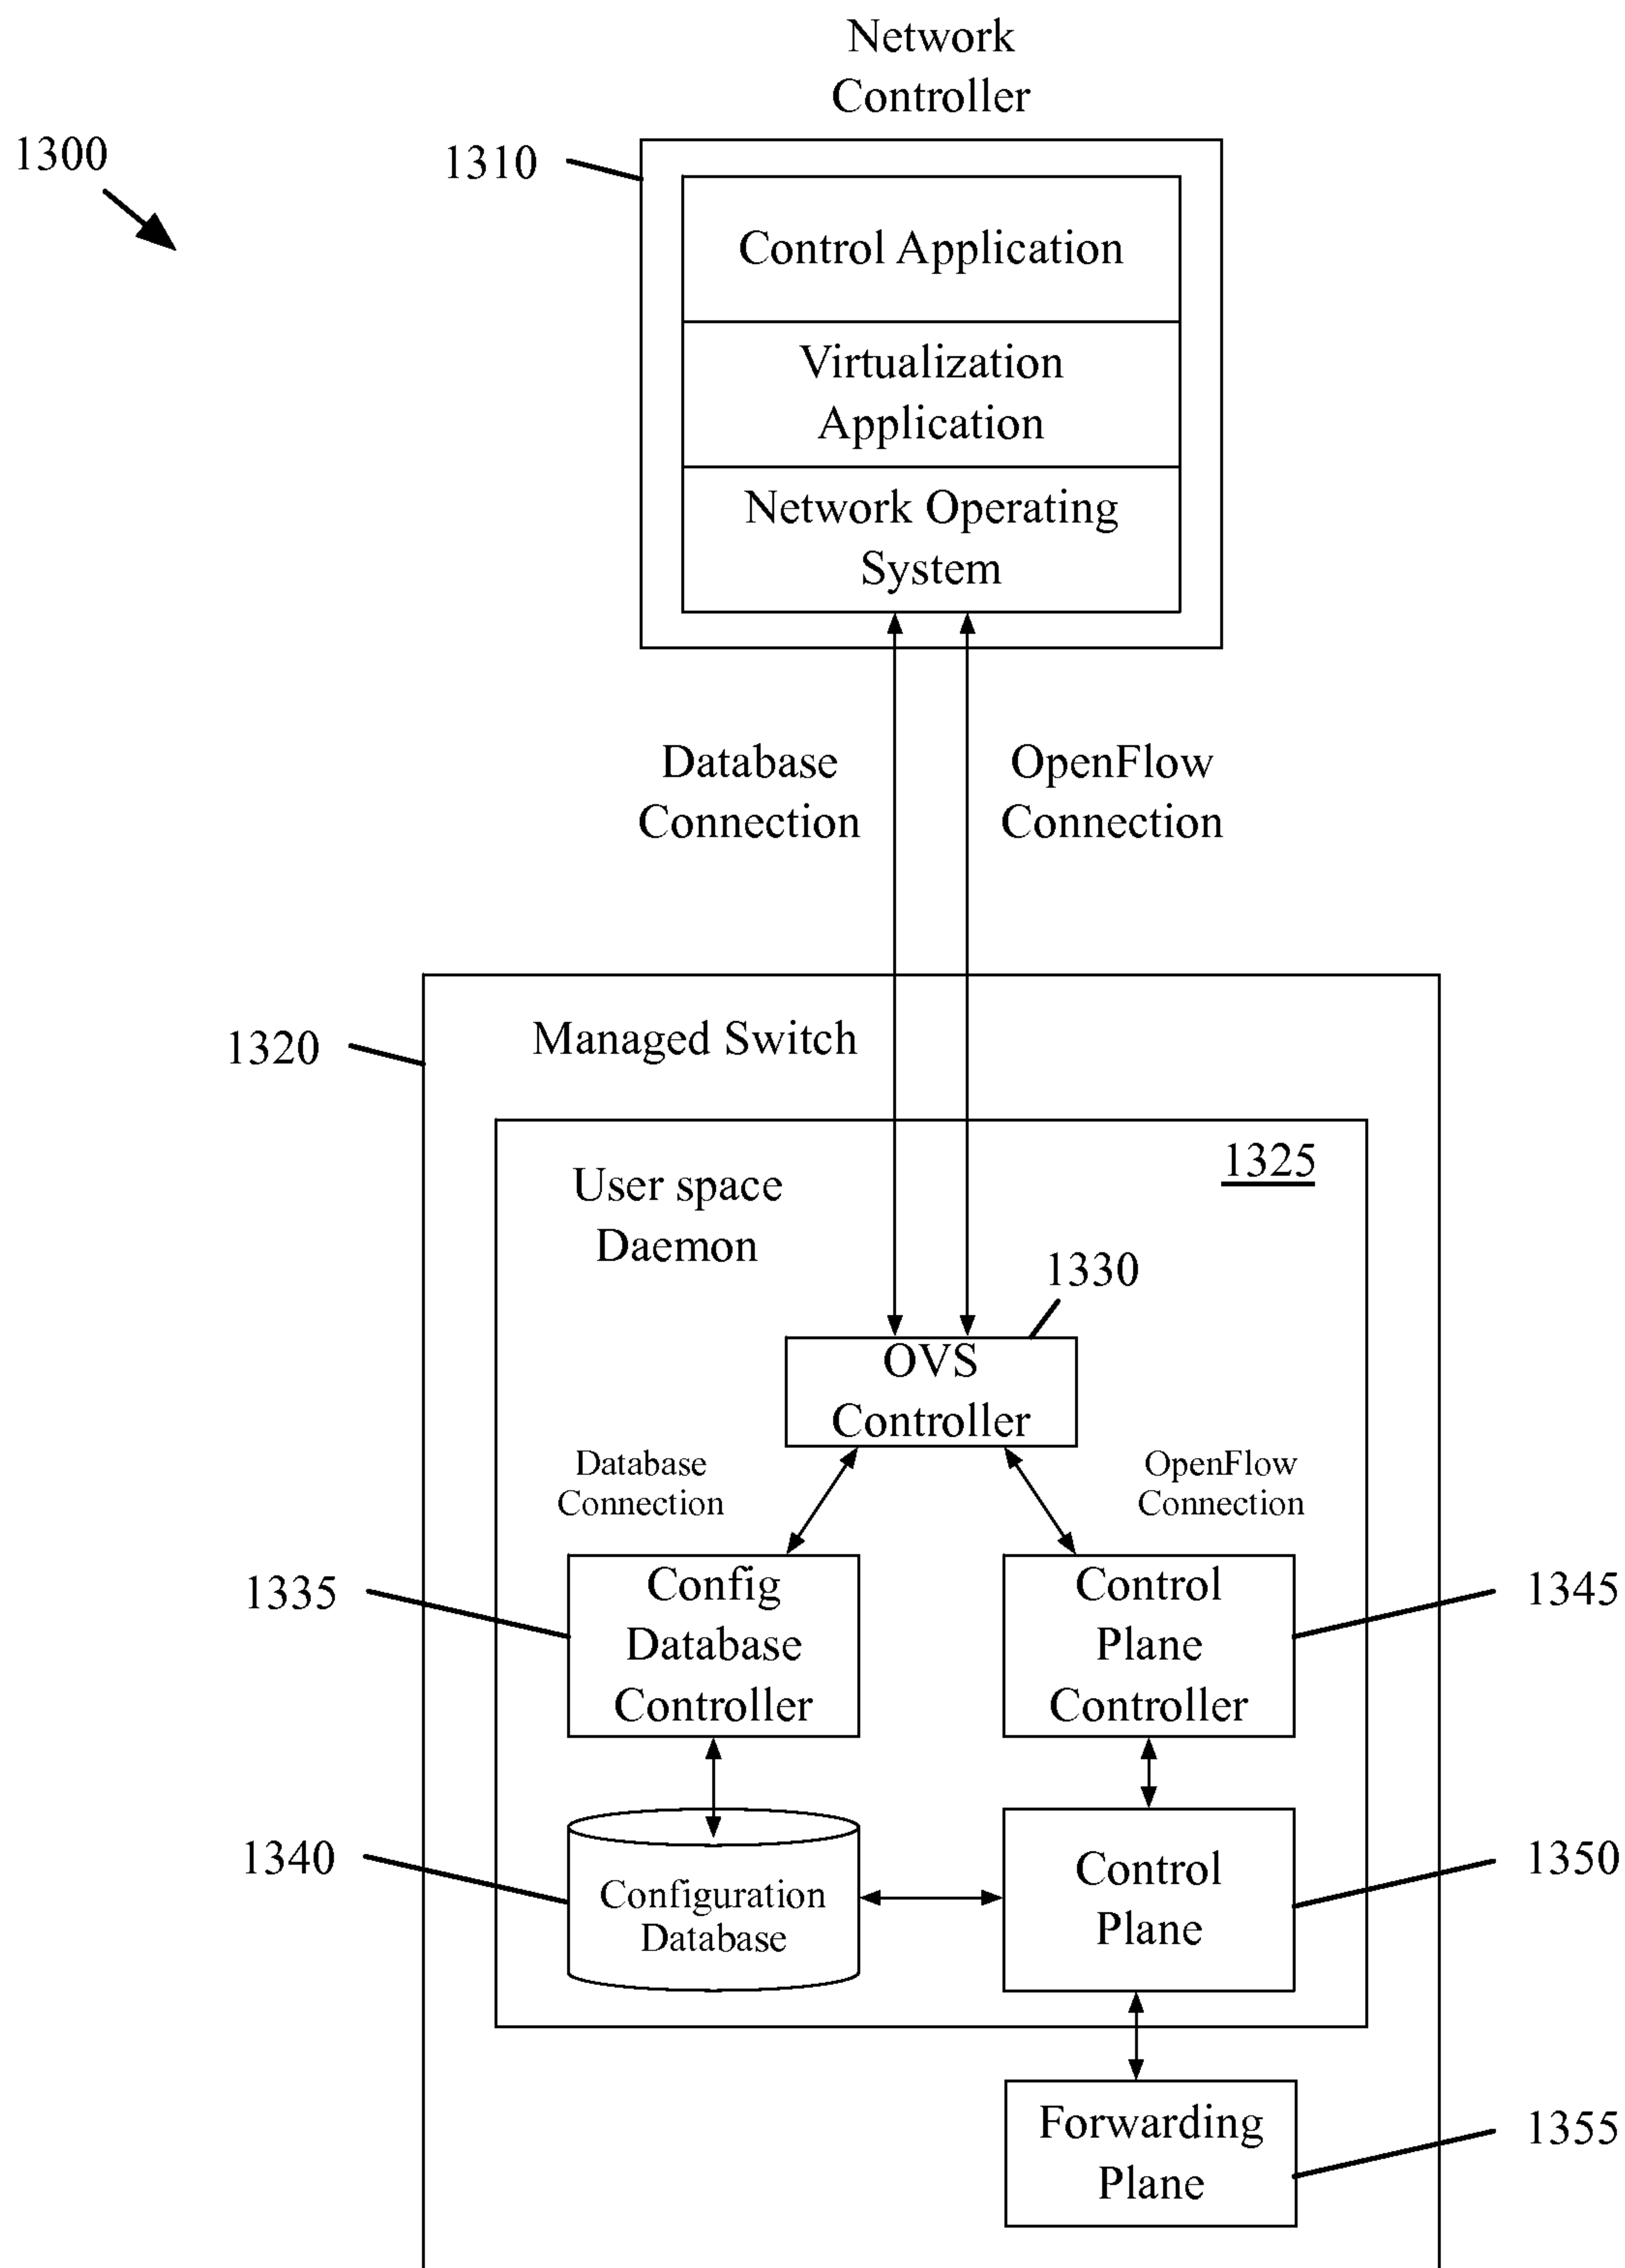 Network
Controller
1300
1310
Control Application
Virtualization
Application
Network Operating
System
Database
Connection
OpenFlow
Connection
1320
Managed Switch
1325
User space
Daemon
1330
OVS
Controller
Database
Connection
OpenFlow
Connection
1335
Config
Database
Controller
Control
Plane
Controller
1345
1340
Configuration
Database
Control
Plane
1350
Forwarding
Plane
1355